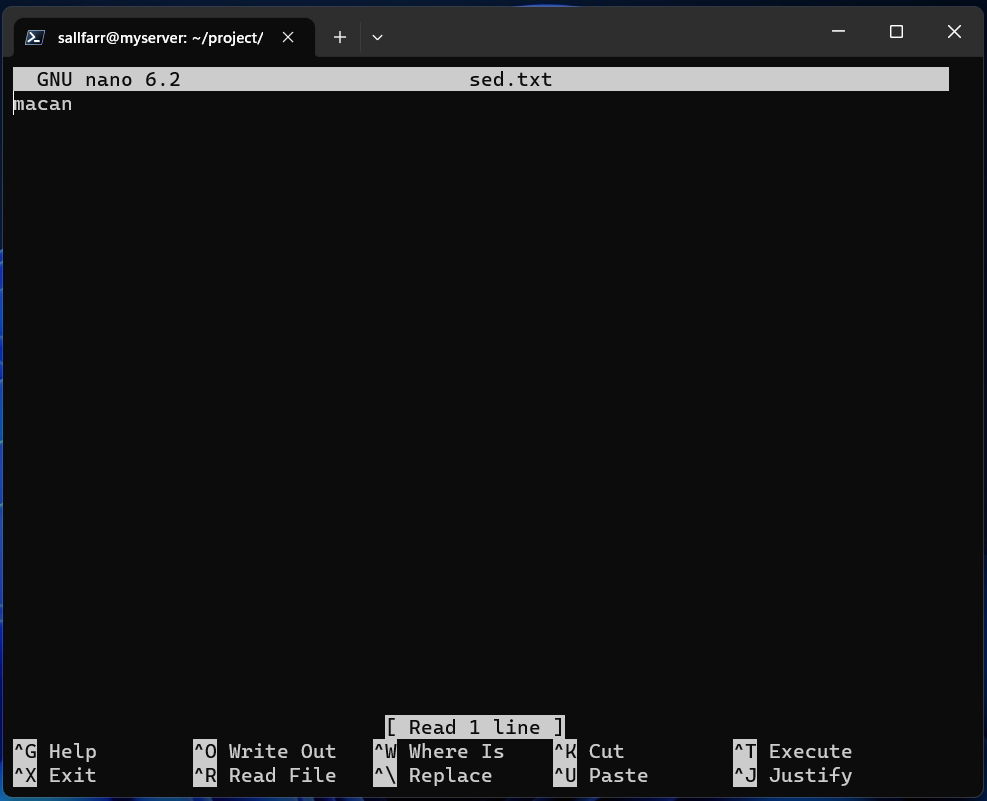 sallfarr@myserver: ~/project/
GNU nano 6.2 sed.txt
macan
[ Read 1 line ]
^G Help ^O Write Out ^W Where Is ^K Cut ^T Execute
^X Exit ^R Read File ^\ Replace ^U Paste ^J Justify